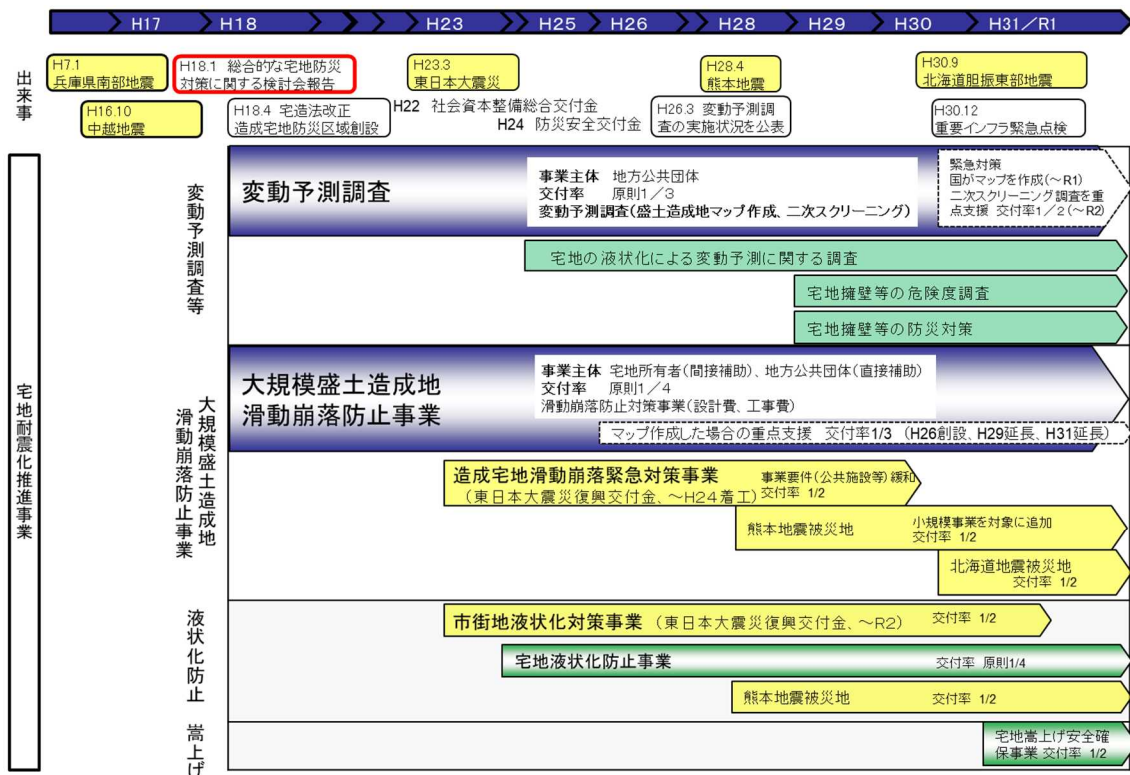 H17 H18 H23 H25 H26 H28 H29 H30 H31/R1
出来事
H7.1
兵庫県南部地震
H18.1 総合的な宅地防災
対策に関する検討会報告
H23.3
東日本大震災
H28.4
熊本地震
H30.9
北海道胆振東部地震
H16.10
中越地震
H18.4 宅造法改正
造成宅地防災区域創設
H22 社会資本整備総合交付金
H24 防災安全交付金
H26.3 変動予測調
査の実施状況を公表
H30.12
重要インフラ緊急点検
宅地耐震化推進事業
変動予測調査等
変動予測調査
事業主体 地方公共団体
交付率 原則1/3
変動予測調査(盛土造成地マップ作成、二次スクリーニング)
緊急対策
国がマップを作成(~R1)
二次スクリーニング調査を重
点支援 交付率1/2(~R2)
宅地の液状化による変動予測に関する調査
宅地擁壁等の危険度調査
宅地擁壁等の防災対策
大規模盛土造成地
滑動崩落防止事業
大規模盛土造成地
滑動崩落防止事業
事業主体 宅地所有者(間接補助)、地方公共団体(直接補助)
交付率 原則1/4
滑動崩落防止対策事業(設計費、工事費)
マップ作成した場合の重点支援 交付率1/3 (H26創設、H29延長、H31延長)
造成宅地滑動崩落緊急対策事業
(東日本大震災復興交付金、~H24着工)
事業要件(公共施設等)緩和
交付率 1/2
熊本地震被災地
小規模事業を対象に追加
交付率 1/2
北海道地震被災地
交付率 1/2
液状化防止
市街地液状化対策事業 (東日本大震災復興交付金、~R2) 交付率 1/2
宅地液状化防止事業 交付率 原則1/4
熊本地震被災地 交付率 1/2
嵩上げ
宅地嵩上げ安全確
保事業 交付率 1/2